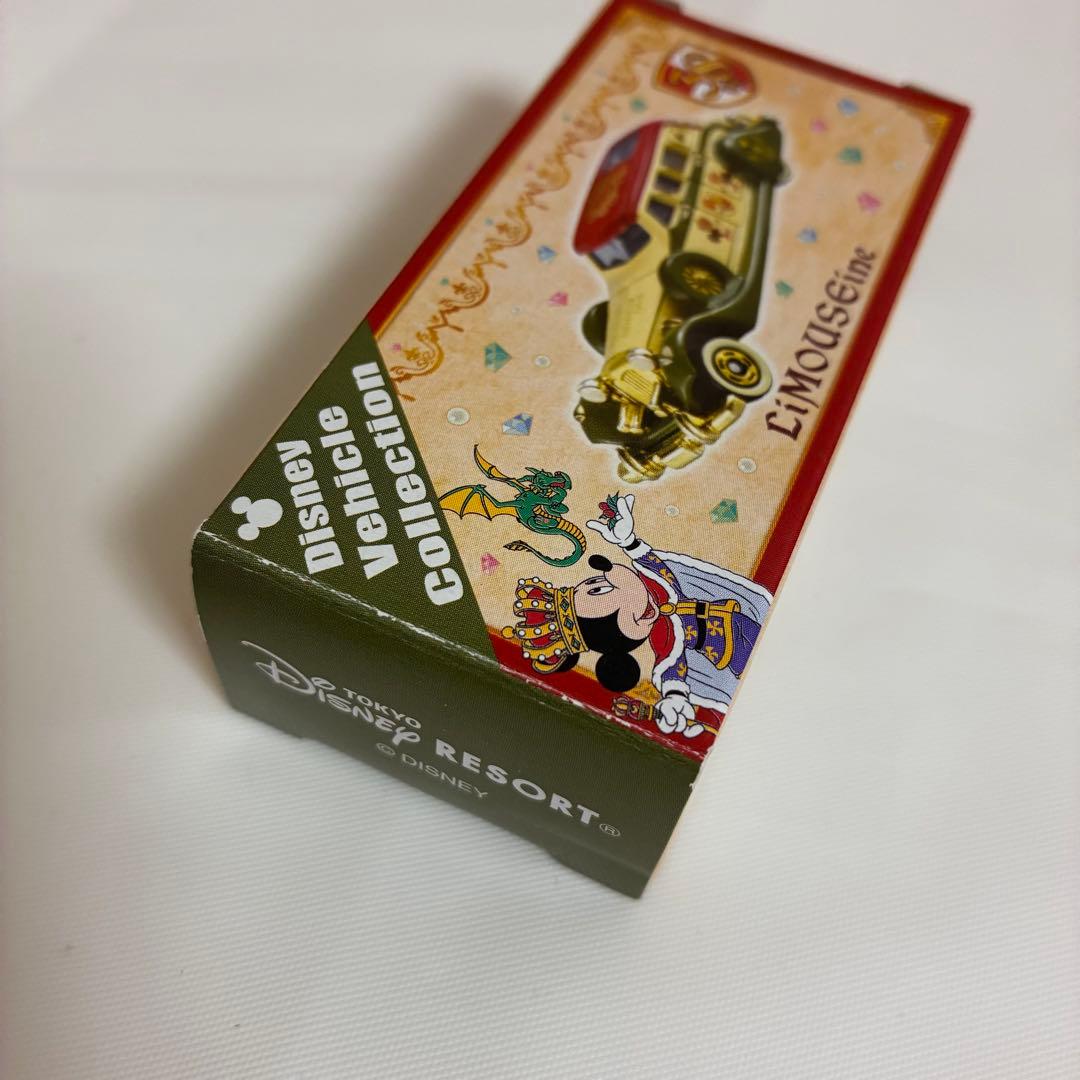 LiMOUSEine
Disney
Vehicle
Collection
TOKYO
DISNEY RESORT®
© DISNEY